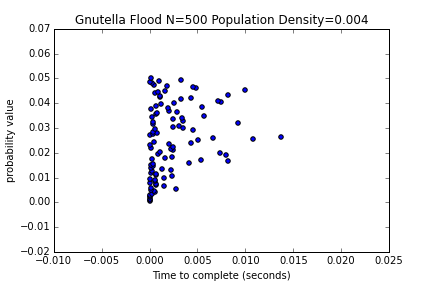 Gnutella Flood N=500 Population Density=0.004
0.07
0.06
0.05
0.04
0.03
0.02
0.01
0.00
−0.01
−0.02
probability value
−0.010 −0.005 0.000 0.005 0.010 0.015 0.020 0.025
Time to complete (seconds)